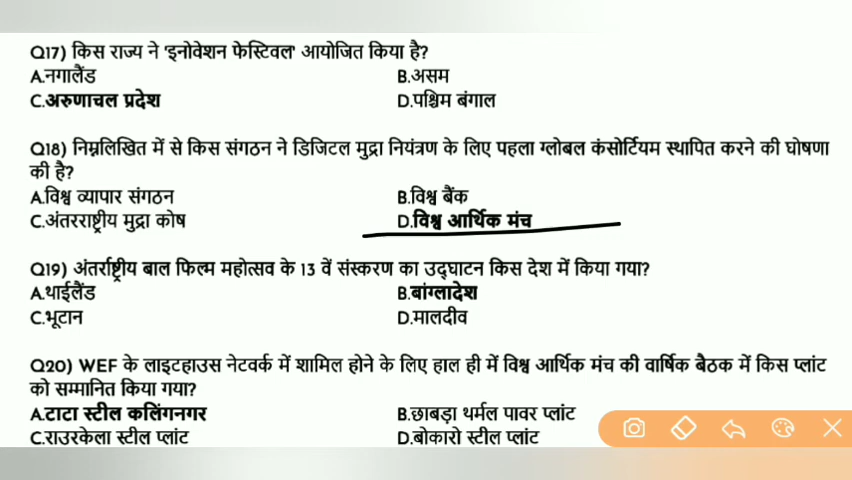 Q17) किस राज्य ने 'इनोवेशन फेस्टिवल' आयोजित किया है?
A.नगालैंड B.असम
C.अरुणाचल प्रदेश D.पश्चिम बंगाल
Q18) निम्नलिखित में से किस संगठन ने डिजिटल मुद्रा नियंत्रण के लिए पहला ग्लोबल कंसोर्टियम स्थापित करने की घोषणा
की है?
A.विश्व व्यापार संगठन B.विश्व बैंक
C.अंतरराष्ट्रीय मुद्रा कोष D.विश्व आर्थिक मंच
Q19) अंतर्राष्ट्रीय बाल फिल्म महोत्सव के 13 वें संस्करण का उद्घाटन किस देश में किया गया?
A.थाईलैंड B.बांग्लादेश
C.भूटान D.मालदीव
Q20) WEF के लाइटहाउस नेटवर्क में शामिल होने के लिए हाल ही में विश्व आर्थिक मंच की वार्षिक बैठक में किस प्लांट
को सम्मानित किया गया?
A.टाटा स्टील कलिंगनगर B.छाबड़ा थर्मल पावर प्लांट
C.राउरकेला स्टील प्लांट D.बोकारो स्टील प्लांट